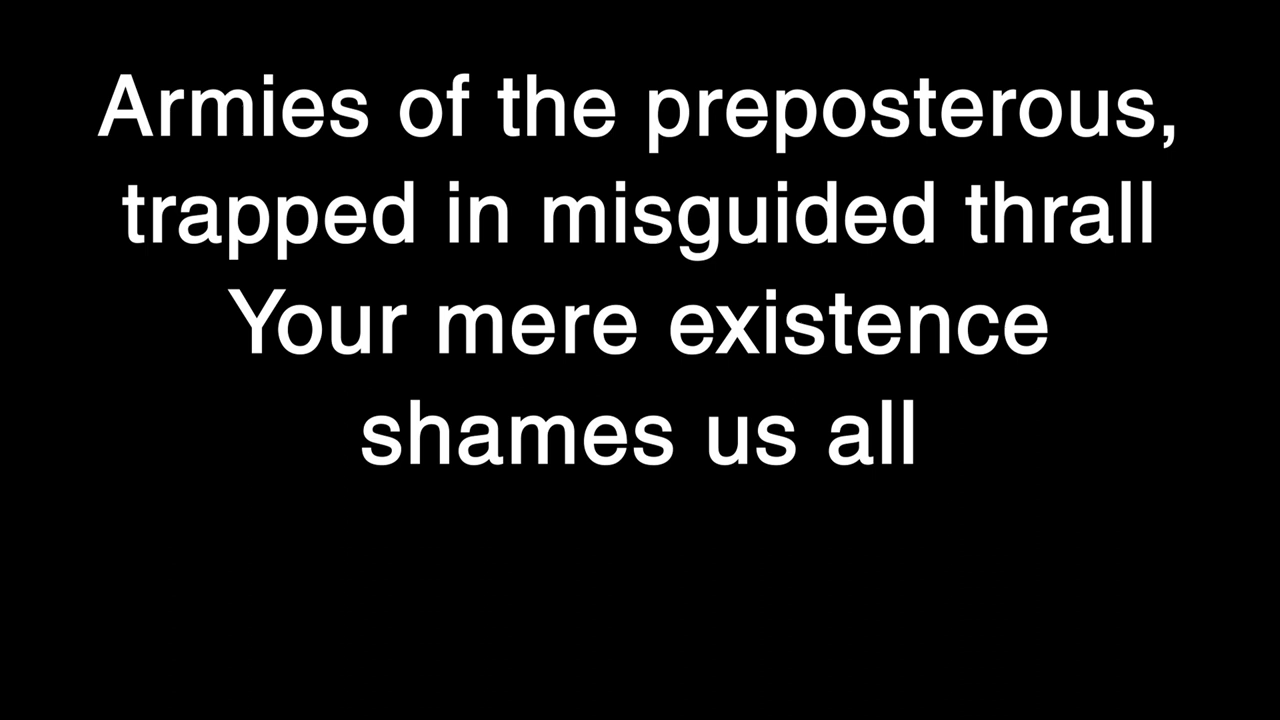 Armies of the preposterous,
trapped in misguided thrall
Your mere existence
shames us all